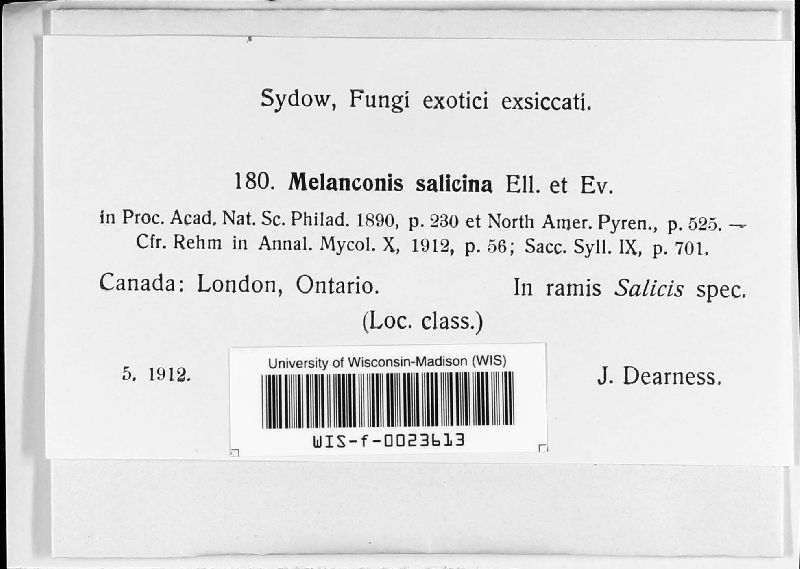 Sydow, Fungi exotici exsiccati.
180. Melanconis salicina Ell. et Ev.
in Proc. Acad. Nat. Sc. Philad. 1890, p. 230 et North Amer. Pyren., p. 525. —
Cfr. Rehm in Annal. Mycol. X, 1912, p. 56; Sacc. Syll. IX, p. 701.
Canada: London, Ontario. In ramis Salicis spec.
(Loc. class.)
5. 1912. J. Dearness.
University of Wisconsin-Madison (WIS)
WIS-f-0023613